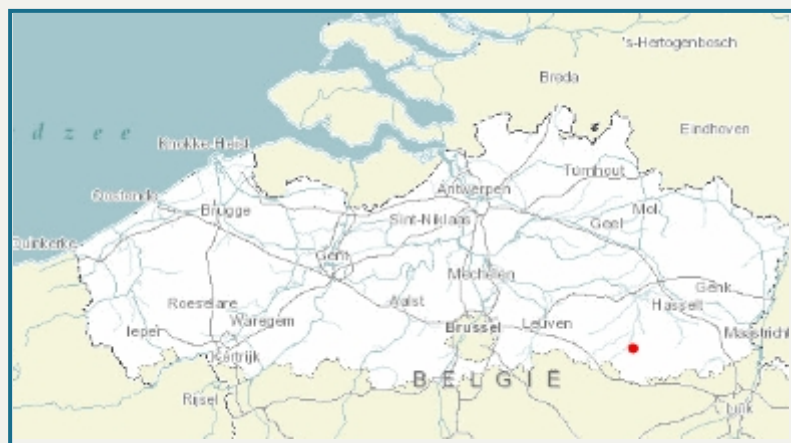 's-Hertogenbosch
Breda
d z e e
Eindhoven
Knokke-Heist
Turnhout
Antwerpen
Oostende
Mol
Brugge
Sint-Niklaas
Geel
Duinkerke
Gent
Mechelen
Genk
Roeselare
Aalst
Hasselt
Ieper
Waregem
Brussel
Leuven
Maastricht
Kortrijk
BELGIË
Rijsel
Luik